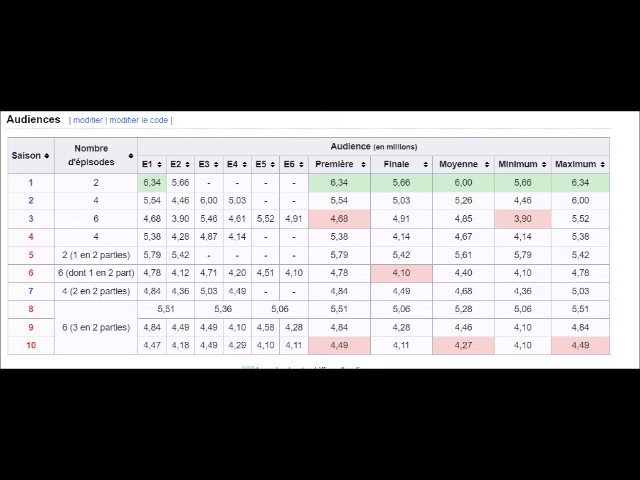 Audiences [ modifier | modifier le code ]
Saison Nombre d'épisodes Audience (en millions)
E1 E2 E3 E4 E5 E6 Première Finale Moyenne Minimum Maximum
1 2 6,34 5,66 - - - - 6,34 5,66 6,00 5,66 6,34
2 4 5,54 4,46 6,00 5,03 - - 5,54 5,03 5,26 4,46 6,00
3 6 4,68 3,90 5,46 4,61 5,52 4,91 4,68 4,91 4,85 3,90 5,52
4 4 5,38 4,28 4,87 4,14 - - 5,38 4,14 4,67 4,14 5,38
5 2 (1 en 2 parties) 5,79 5,42 - - - - 5,79 5,42 5,61 5,79 5,42
6 6 (dont 1 en 2 part) 4,78 4,12 4,71 4,20 4,51 4,10 4,78 4,10 4,40 4,10 4,78
7 4 (2 en 2 parties) 4,84 4,36 5,03 4,49 - - 4,84 4,49 4,68 4,36 5,03
8 5,51 5,36 5,06 5,51 5,06 5,28 5,06 5,51
9 6 (3 en 2 parties) 4,84 4,49 4,49 4,10 4,58 4,28 4,84 4,28 4,46 4,10 4,84
10 4,47 4,18 4,49 4,29 4,10 4,11 4,49 4,11 4,27 4,10 4,49